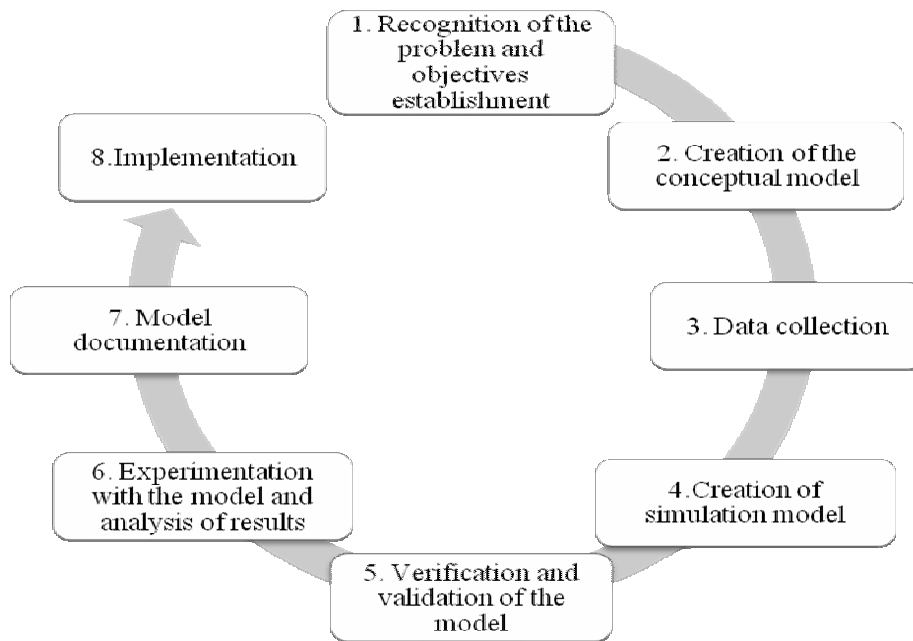 1. Recognition of the
problem and
objectives
establishment
2. Creation of the
conceptual model
3. Data collection
4.Creation of
simulation model
5. Verification and
validation of the
model
6. Experimentation
with the model and
analysis of results
7. Model
documentation
8.Implementation